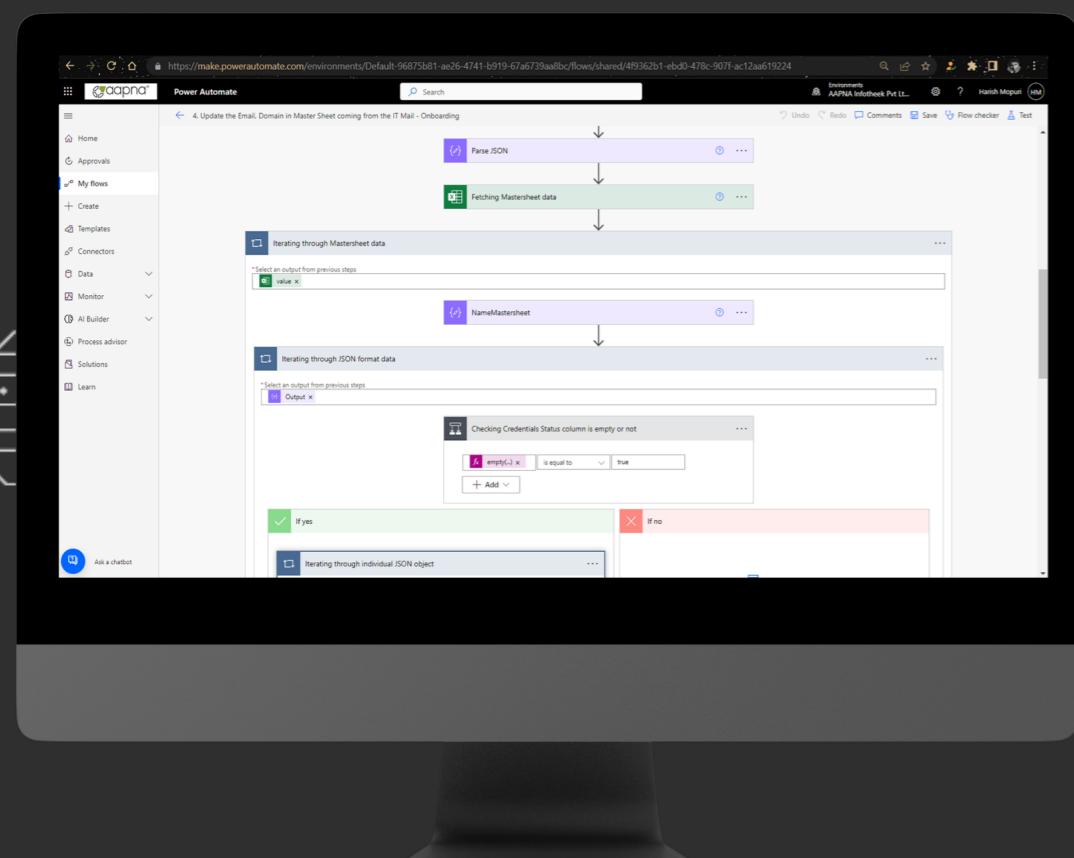 https://make.powerautomate.com/environments/Default-96875b81-ae26-4741-b919-67a6739aa8bc/flows/shared/4f9362b1-ebd0-478c-907f-ac12aa619224
aapna
Power Automate
Search
Environments
AAPNA Infotheek Pvt Lt...
?
Harish Mopuri
HM
4. Update the Email, Domain in Master Sheet coming from the IT Mail - Onboarding
Undo
Redo
Comments
Save
Flow checker
Test
Home
Approvals
My flows
Create
Templates
Connectors
Data
Monitor
AI Builder
Process advisor
Solutions
Learn
Ask a chatbot
Parse JSON
Fetching Mastersheet data
Iterating through Mastersheet data
*Select an output from previous steps
value x
NameMastersheet
Iterating through JSON format data
*Select an output from previous steps
Output x
Checking Credentials Status column is empty or not
fx empty(...) x
is equal to
true
+ Add
If yes
If no
Iterating through individual JSON object